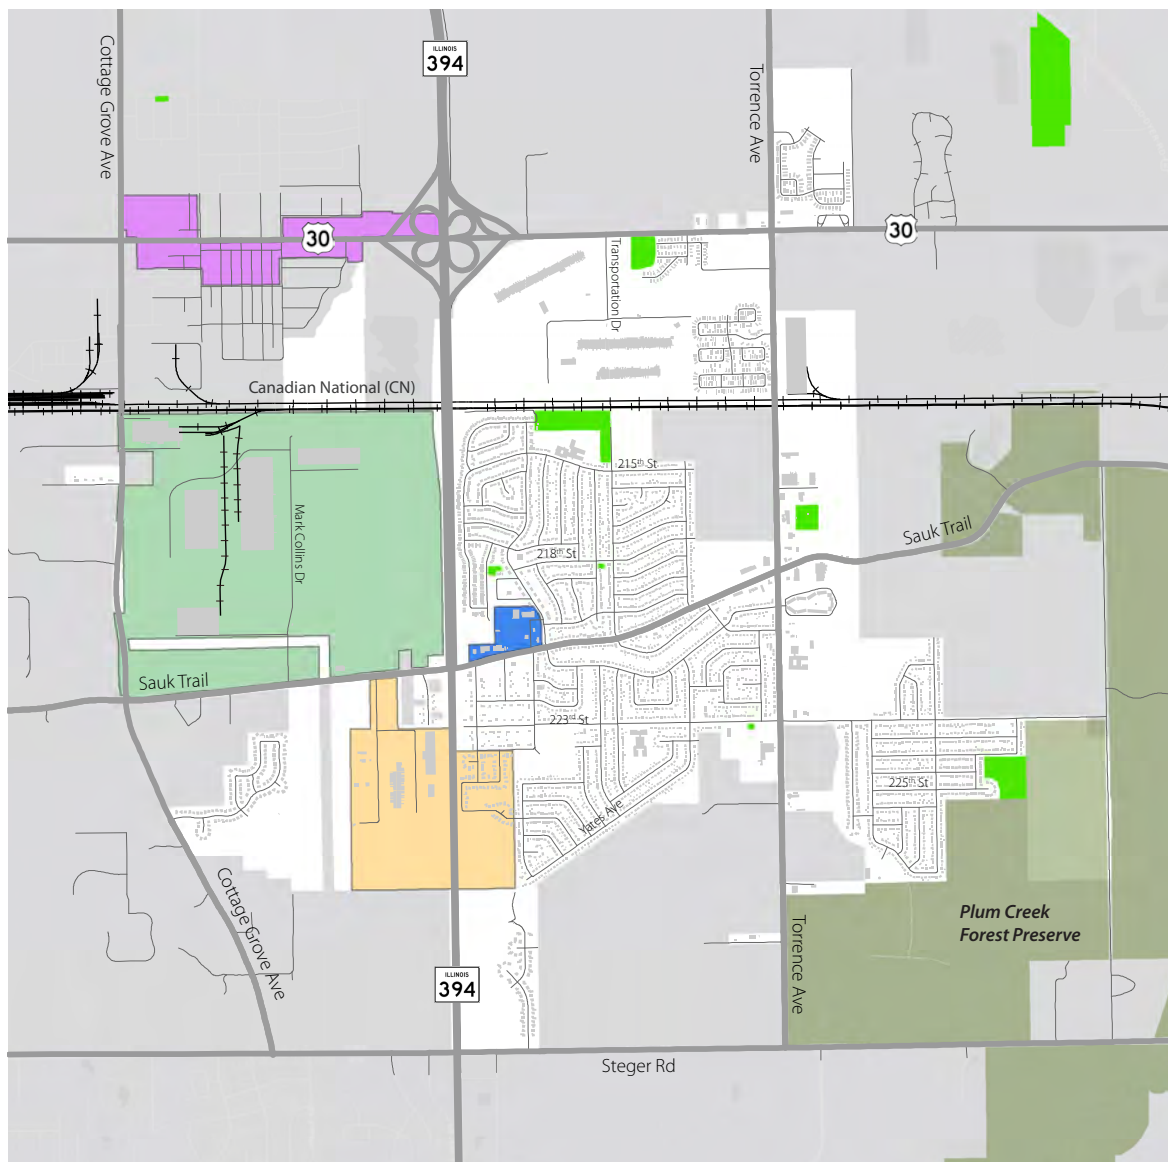 Cottage Grove Ave
ILLINOIS
394
Torrence Ave
30
30
Transportation Dr
Canadian National (CN)
215th St
Mark Collins Dr
218th St
Sauk Trail
Sauk Trail
223rd St
225th St
Yates Ave
Cottage Grove Ave
Plum Creek
Forest Preserve
Torrence Ave
ILLINOIS
394
Steger Rd